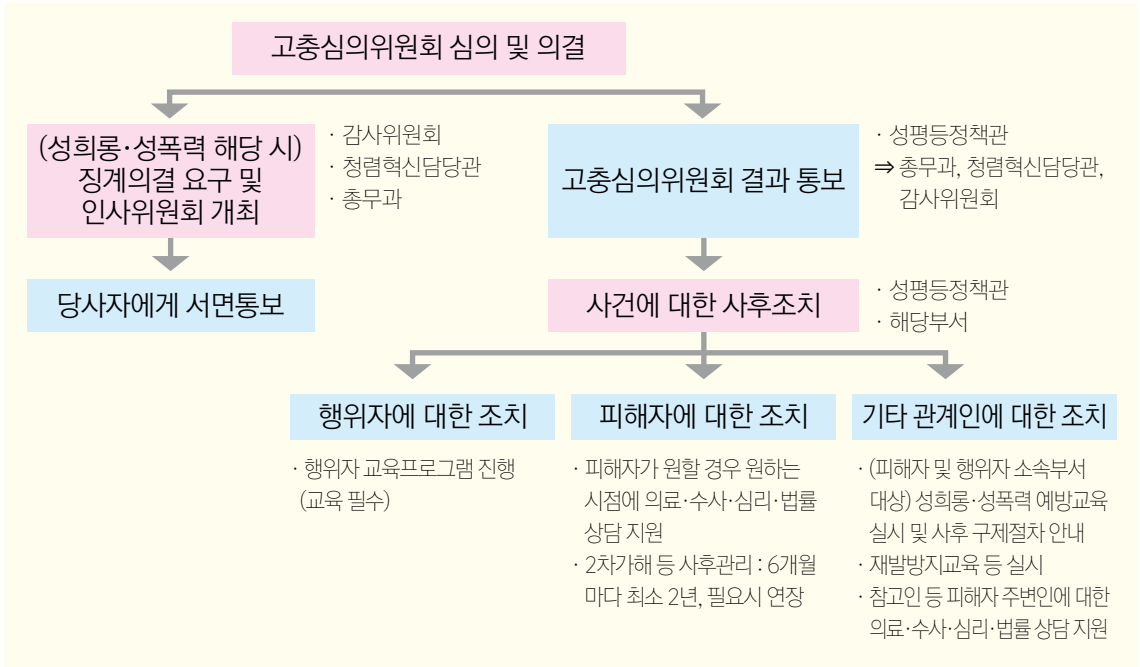 고충심의위원회 심의 및 의결
(성희롱·성폭력 해당 시)
징계의결 요구 및
인사위원회 개최
· 감사위원회
· 청렴혁신담당관
· 총무과
고충심의위원회 결과 통보
· 성평등정책관
⇒ 총무과, 청렴혁신담당관,
감사위원회
당사자에게 서면통보
사건에 대한 사후조치
· 성평등정책관
· 해당부서
행위자에 대한 조치
· 행위자 교육프로그램 진행
(교육 필수)
피해자에 대한 조치
· 피해자가 원할 경우 원하는
시점에 의료·수사·심리·법률
상담 지원
· 2차가해 등 사후관리 : 6개월
마다 최소 2년, 필요시 연장
기타 관계인에 대한 조치
· (피해자 및 행위자 소속부서
대상) 성희롱·성폭력 예방교육
실시 및 사후 구제절차 안내
· 재발방지교육 등 실시
· 참고인 등 피해자 주변인에 대한
의료·수사·심리·법률 상담 지원